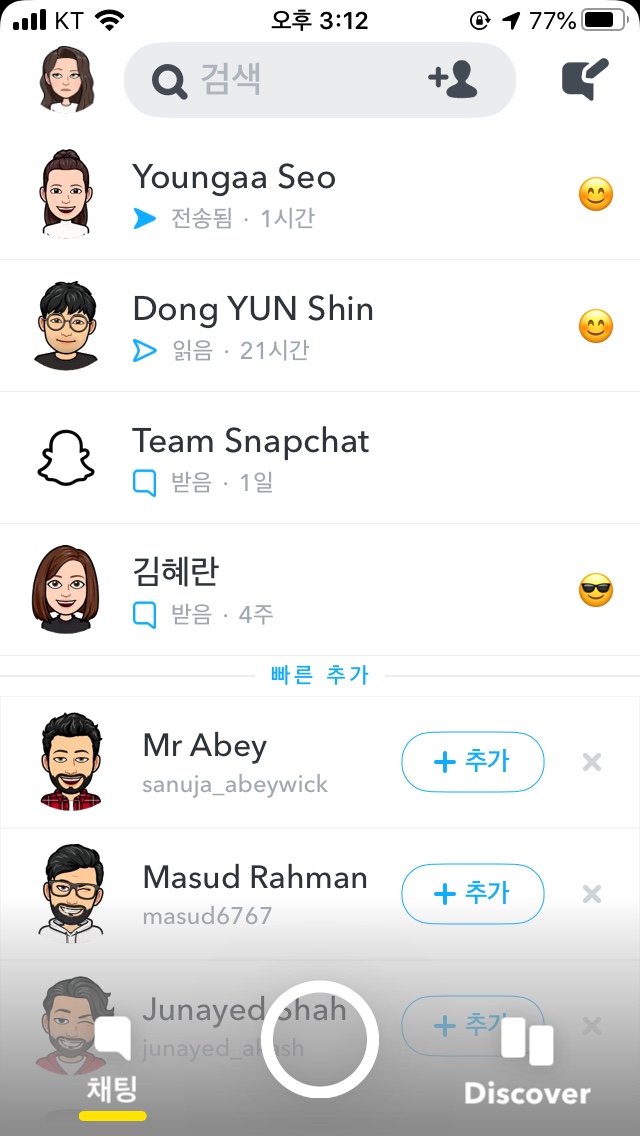 KT 오후 3:12 77%
검색
Youngaa Seo
전송됨 · 1시간
Dong YUN Shin
읽음 · 21시간
Team Snapchat
받음 · 1일
김혜란
받음 · 4주
빠른 추가
Mr Abey
sanuja_abeywick
+ 추가
Masud Rahman
masud6767
+ 추가
Junayed Shah
junayed_akash
+ 추가
채팅
Discover